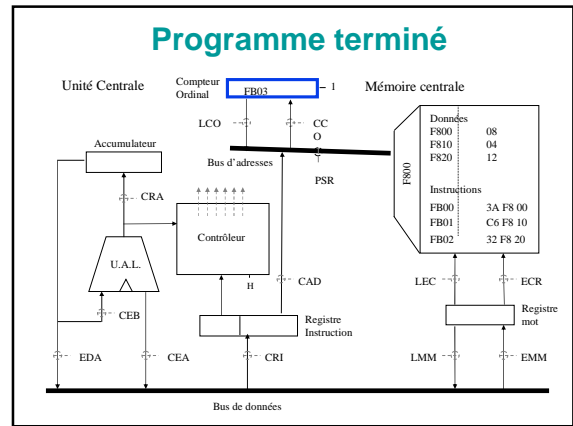 Programme terminé
Unité Centrale
Compteur
Ordinal
FB03
1
Mémoire centrale
LCO
CC
O
Bus d'adresses
PSR
F800
Données
F800 08
F810 04
F820 12
Instructions
FB00 3A F8 00
FB01 C6 F8 10
FB02 32 F8 20
Accumulateur
CRA
Contrôleur
H
U.A.L.
CEB
CAD
LEC
ECR
Registre
Instruction
Registre
mot
EDA
CEA
CRI
LMM
EMM
Bus de données